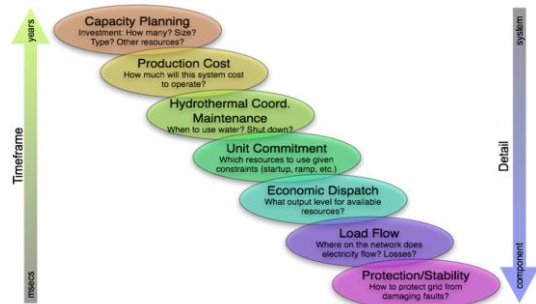 years
Timeframe
msecs
Capacity Planning
Investment: How many? Size?
Type? Other resources?
Production Cost
How much will this system cost
to operate?
Hydrothermal Coord.
Maintenance
When to use water? Shut down?
Unit Commitment
Which resources to use given
constraints (startup, ramp, etc.)
Economic Dispatch
What output level for available
resources?
Load Flow
Where on the network does
electricity flow? Losses?
Protection/Stability
How to protect grid from
damaging faults?
system
Detail
component